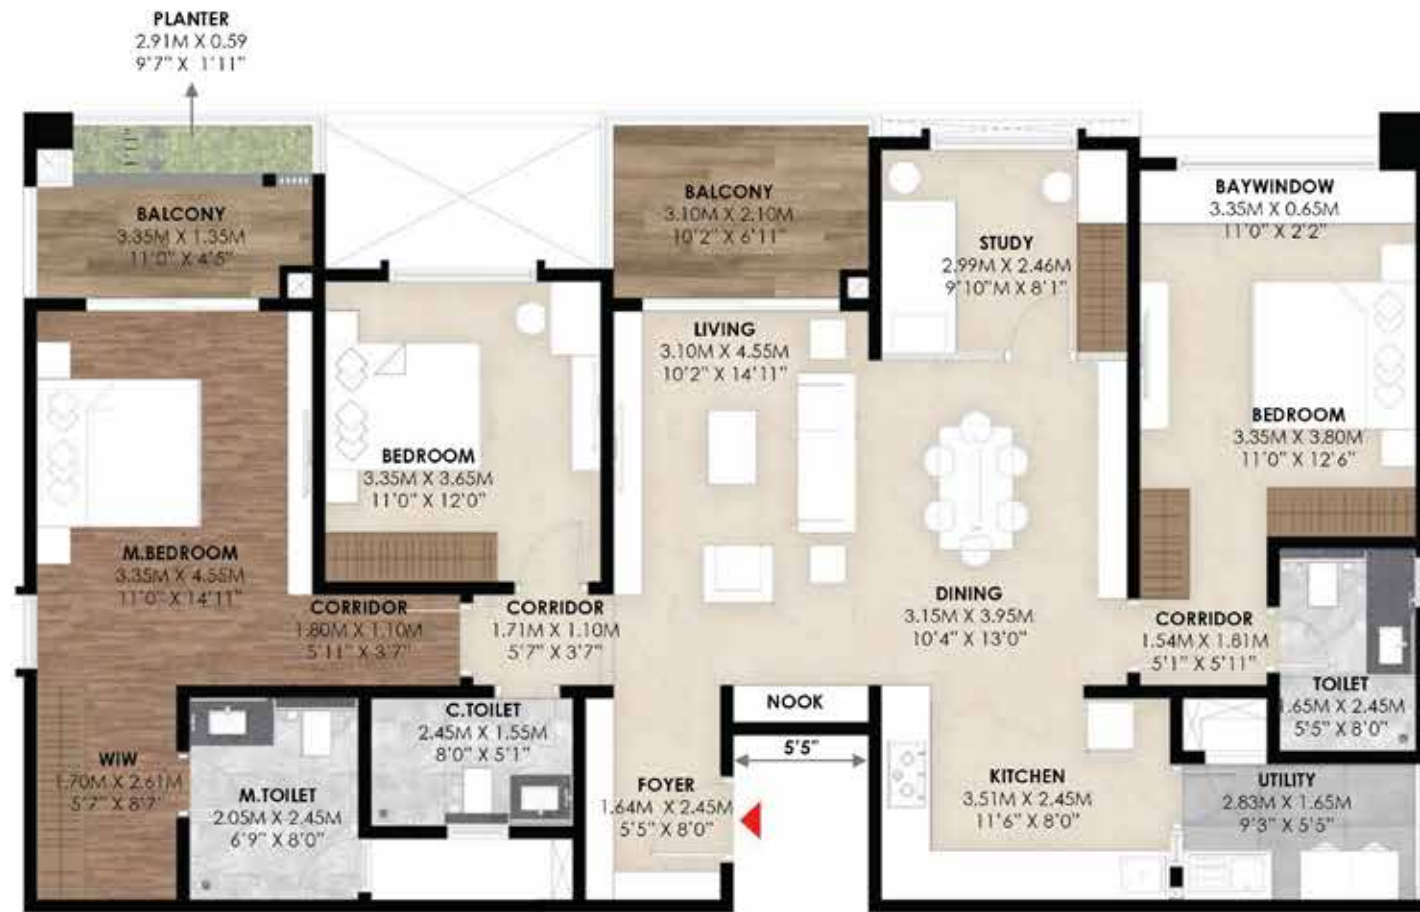 PLANTER
2.91M X 0.59
9'7" X 1'11"
1'11"
BALCONY
3.35M X 1.35M
11'0" X 4'5"
BALCONY
3.10M X 2.10M
10'2" X 6'11"
STUDY
2.99M X 2.46M
9'10"M X 8'1"
BAYWINDOW
3.35M X 0.65M
11'0" X 2'2"
LIVING
3.10M X 4.55M
10'2" X 14'11"
BEDROOM
3.35M X 3.65M
11'0" X 12'0"
BEDROOM
3.35M X 3.80M
11'0" X 12'6"
M.BEDROOM
3.35M X 4.55M
11'0" X 14'11"
CORRIDOR
1.80M X 1.10M
5'11" X 3'7"
CORRIDOR
1.71M X 1.10M
5'7" X 3'7"
DINING
3.15M X 3.95M
10'4" X 13'0"
CORRIDOR
1.54M X 1.81M
5'1" X 5'11"
TOILET
1.65M X 2.45M
5'5" X 8'0"
C.TOILET
2.45M X 1.55M
8'0" X 5'1"
NOOK
5'5"
WIW
1.70M X 2.61M
5'7" X 8'7"
M.TOILET
2.05M X 2.45M
6'9" X 8'0"
FOYER
1.64M X 2.45M
5'5" X 8'0"
KITCHEN
3.51M X 2.45M
11'6" X 8'0"
UTILITY
2.83M X 1.65M
9'3" X 5'5"